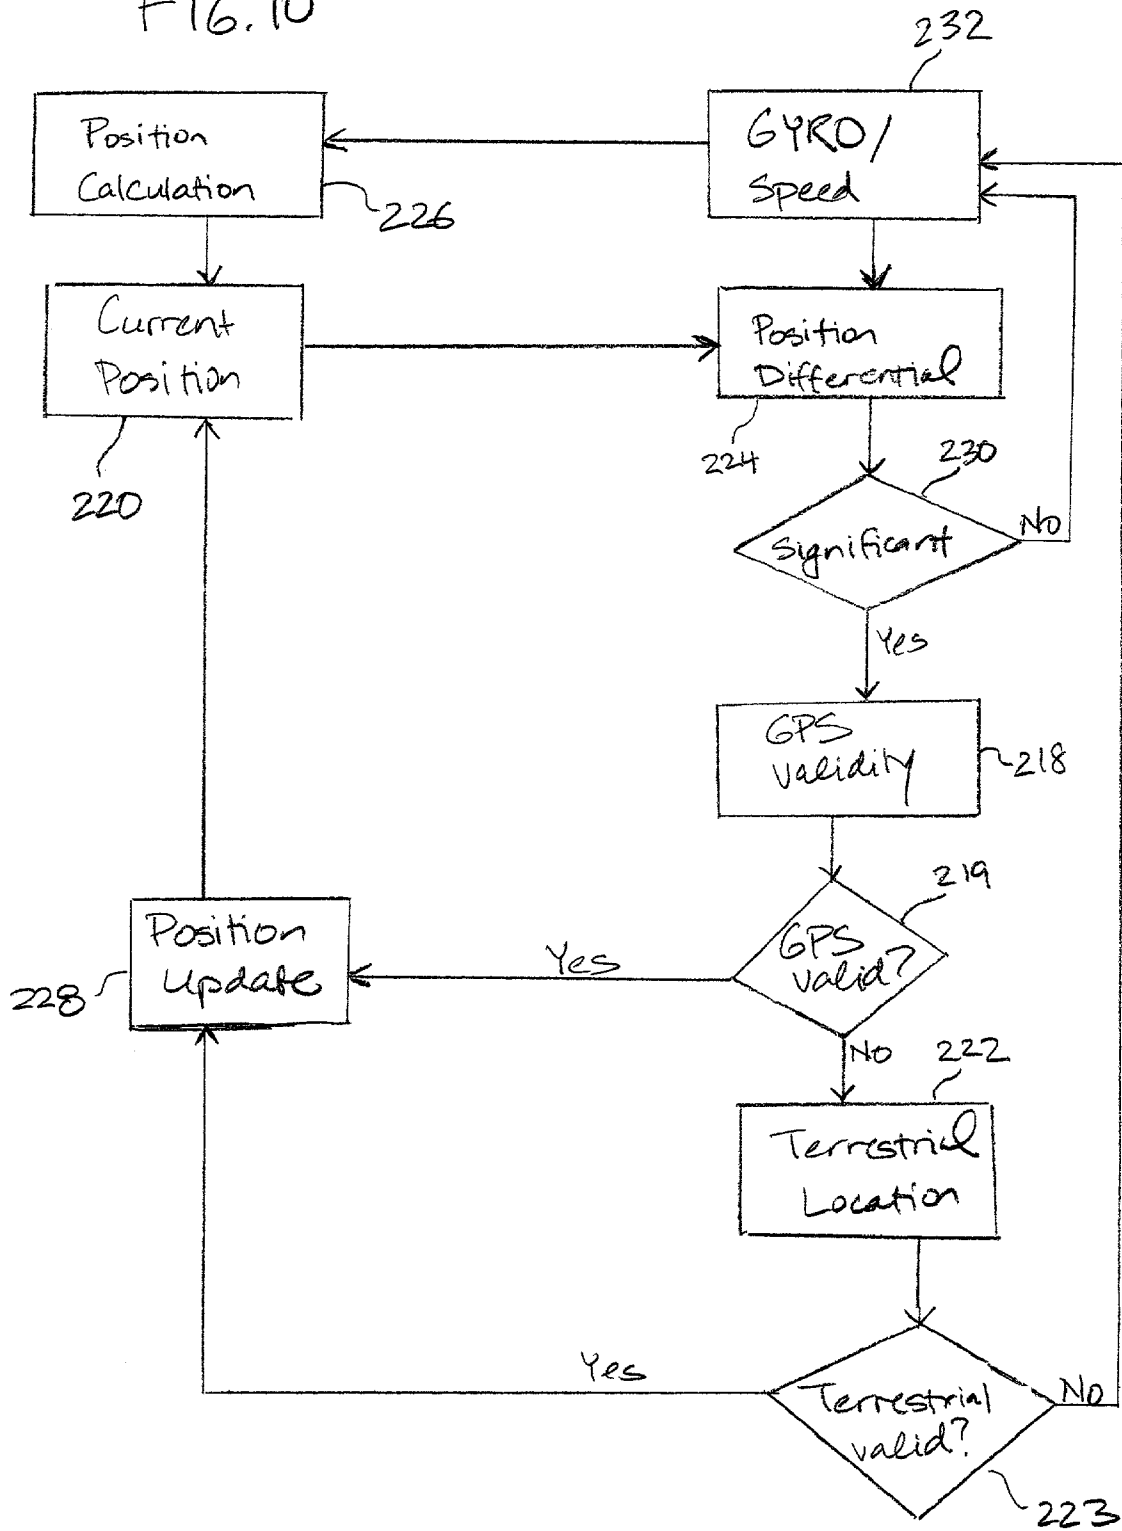 FIG. 10
232
Position
Calculation
226
GYRO/
Speed
Current
Position
220
Position
Differential
224
230
Significant
No
Yes
GPS
validity
218
219
GPS
valid?
Yes
Position
Update
228
No
222
Terrestrial
Location
Yes
Terrestrial
valid?
No
223